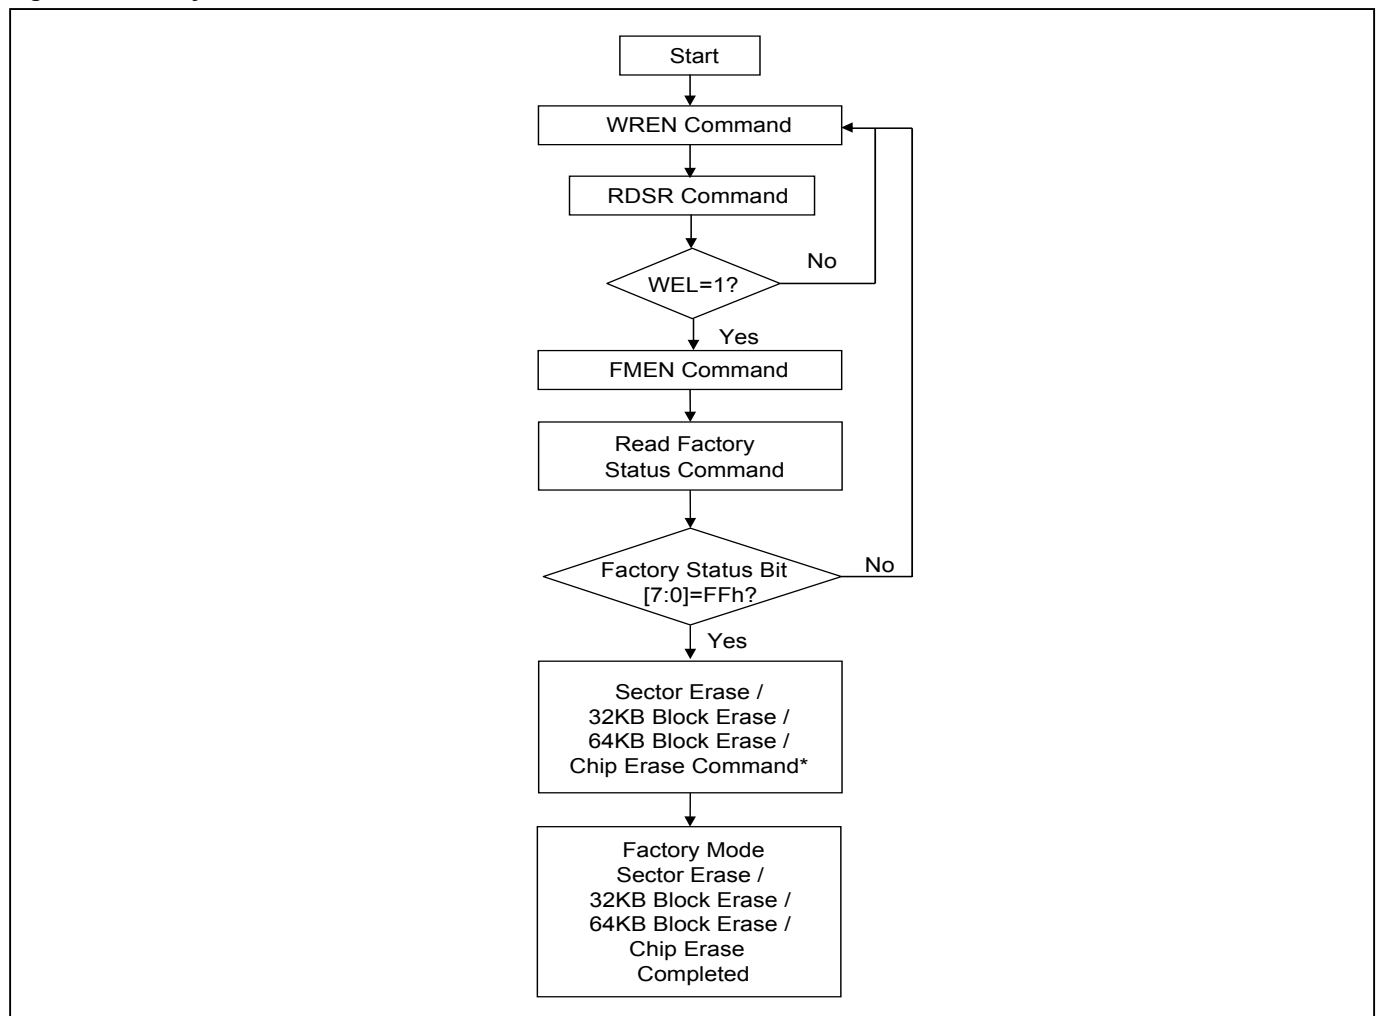 Start
WREN Command
RDSR Command
WEL=1?
No
Yes
FMEN Command
Read Factory
Status Command
Factory Status Bit
[7:0]=FFh?
No
Yes
Sector Erase /
32KB Block Erase /
64KB Block Erase /
Chip Erase Command*
Factory Mode
Sector Erase /
32KB Block Erase /
64KB Block Erase /
Chip Erase
Completed